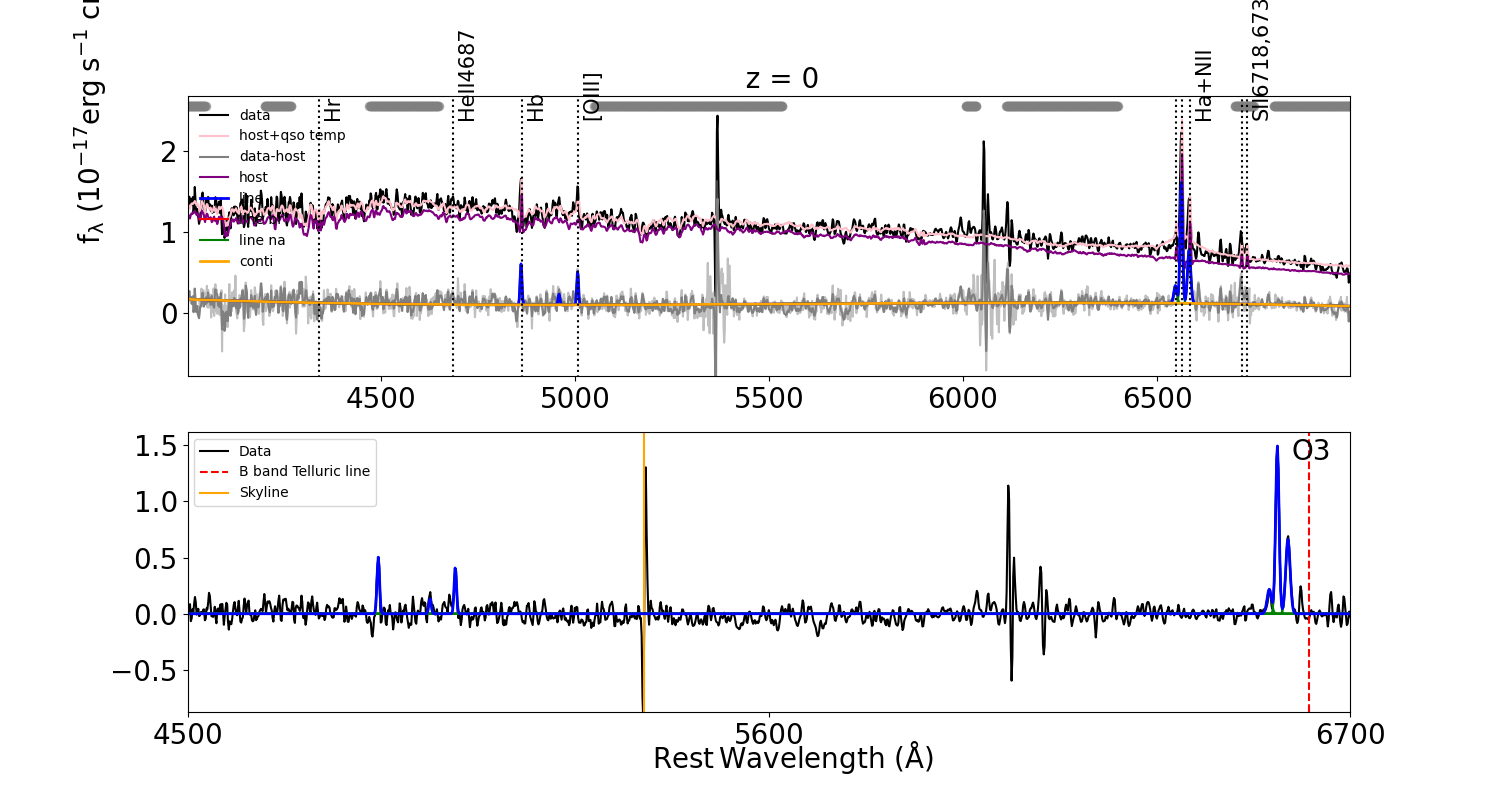 z = 0
Hr
HeII4687
Hb
[OIII]
Ha+NII
SII6718,673
fλ (10−17erg s−1 c
data
host+qso temp
data-host
host
line
line na
conti
2
1
0
4500 5000 5500 6000 6500
Data
B band Telluric line
Skyline
O3
1.5
1.0
0.5
0.0
−0.5
4500 5600 6700
Rest Wavelength (Å)